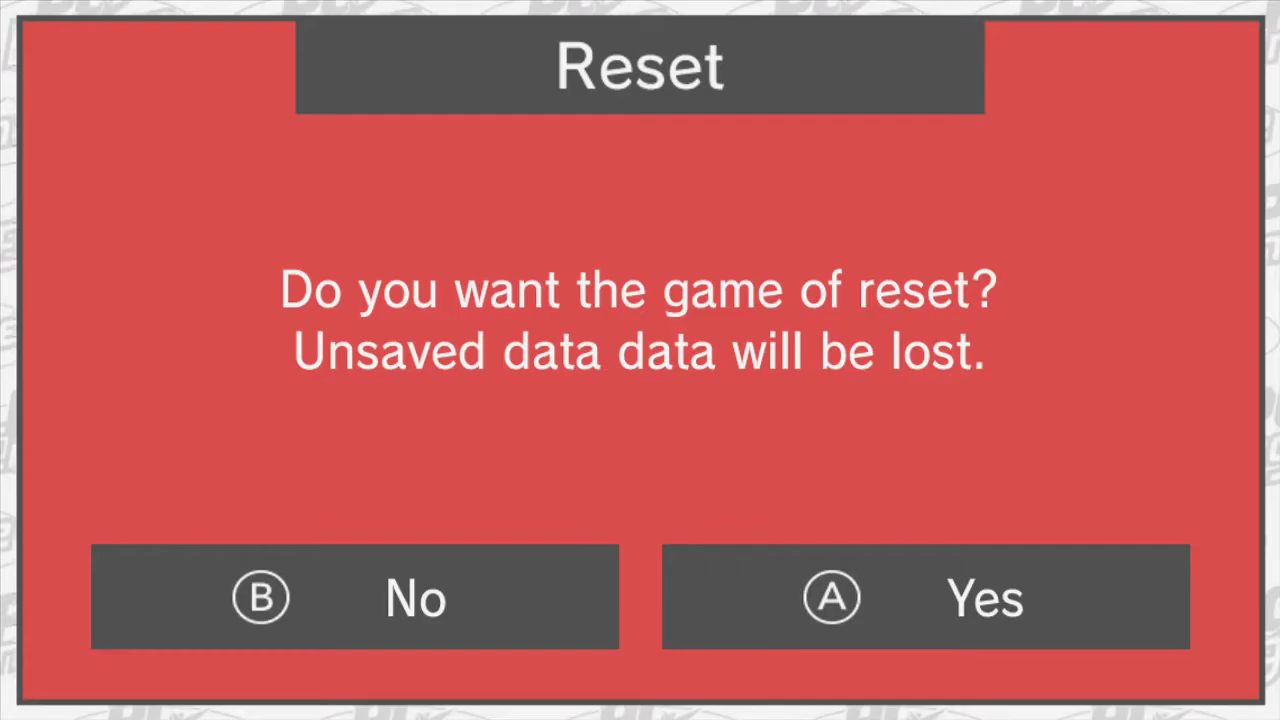 Reset
Do you want the game of reset?
Unsaved data data will be lost.
B No
A Yes